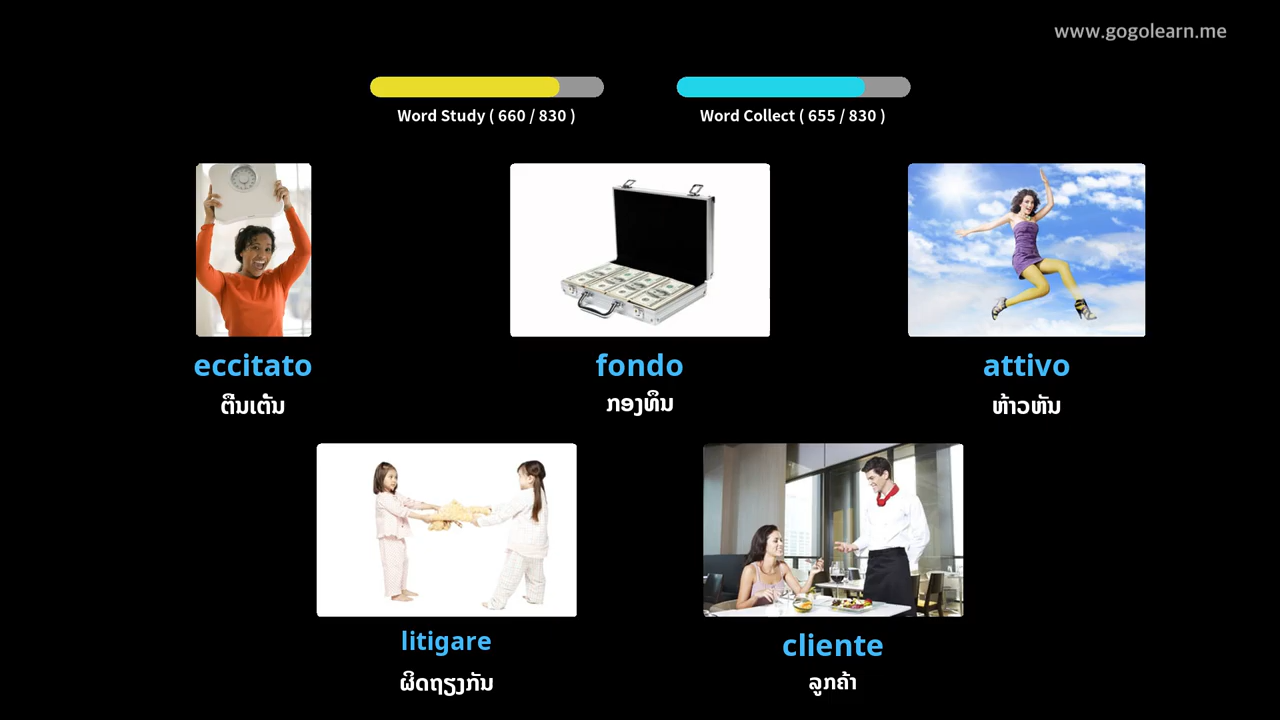 www.gogolearn.me
Word Study ( 660 / 830 )
Word Collect ( 655 / 830 )
eccitato
ຕື່ນເຕັ້ນ
fondo
ກອງທຶນ
attivo
ຫ້າວຫັນ
litigare
ຜິດຖຽງກັນ
cliente
ລູກຄ້າ